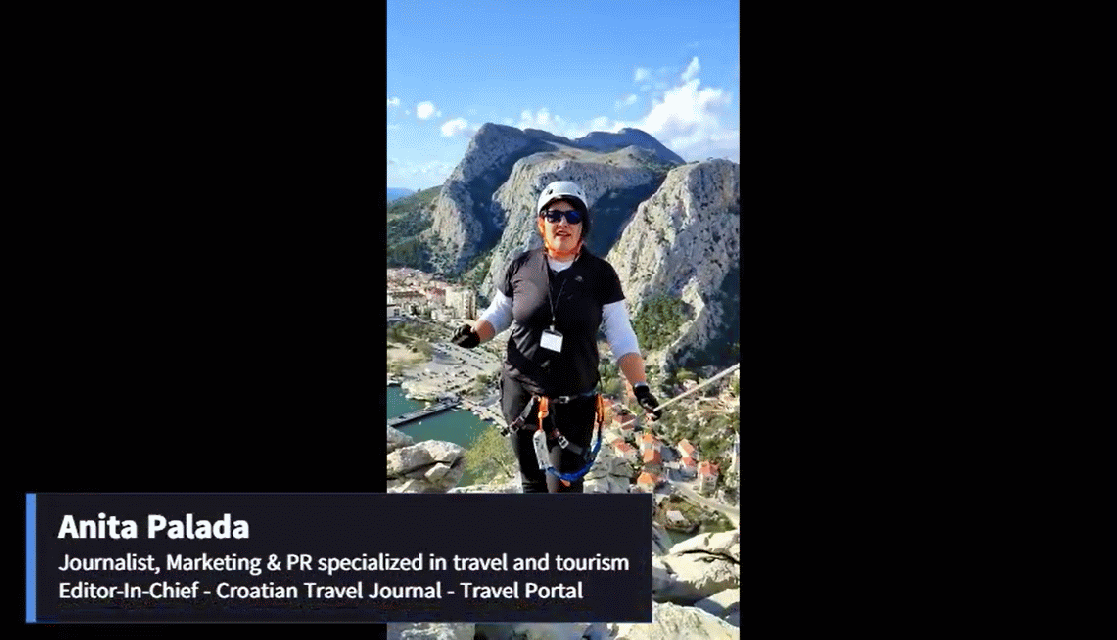 Anita Palada
Journalist, Marketing & PR specialized in travel and tourism
Editor-In-Chief - Croatian Travel Journal - Travel Portal